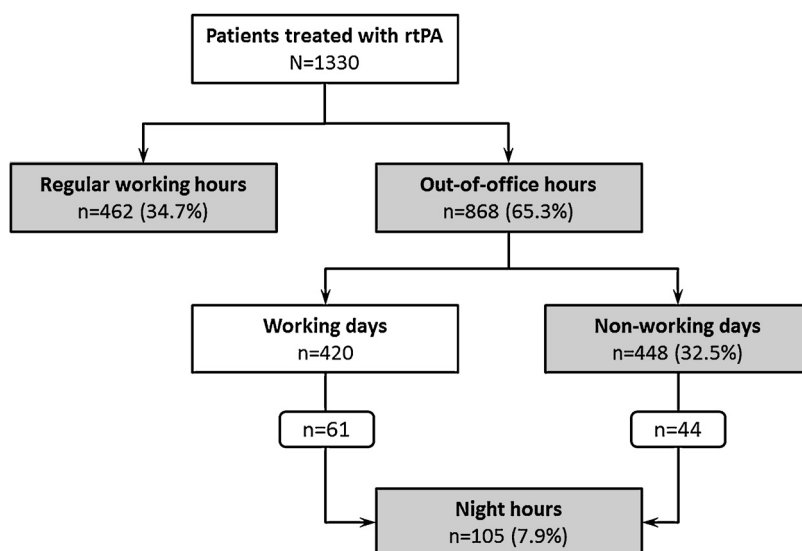 Patients treated with rtPA
N=1330
Regular working hours
n=462 (34.7%)
Out-of-office hours
n=868 (65.3%)
Working days
n=420
Non-working days
n=448 (32.5%)
n=61
n=44
Night hours
n=105 (7.9%)